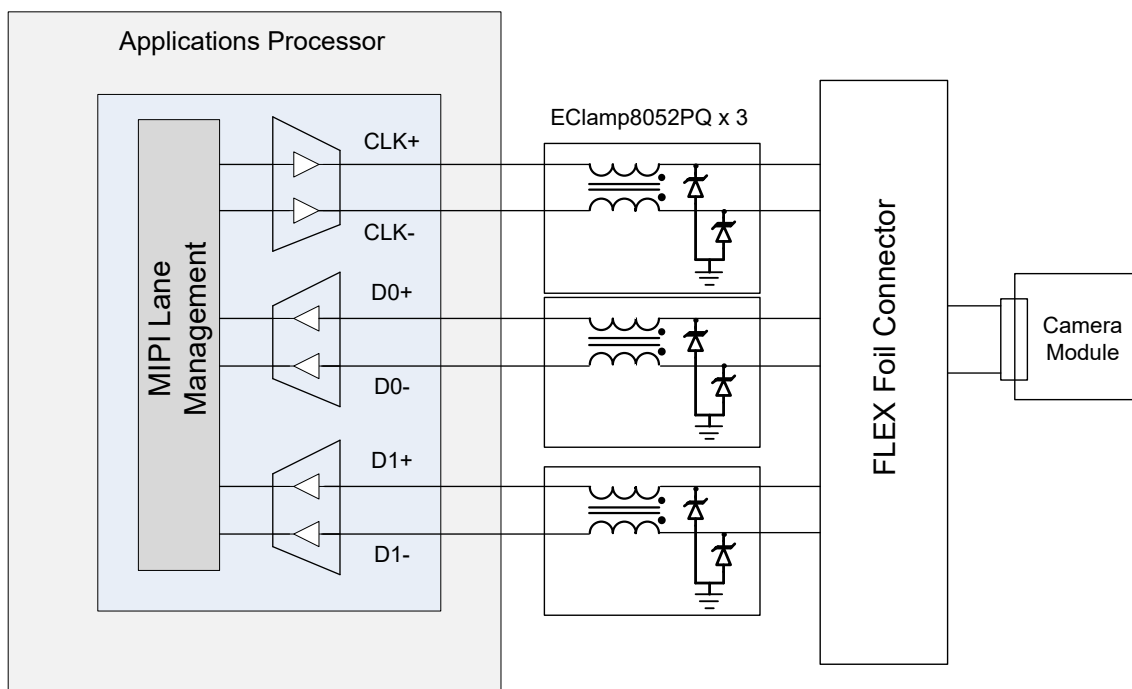 Applications Processor
EClamp8052PQ x 3
MIPI Lane
Management
CLK+
CLK-
D0+
D0-
D1+
D1-
FLEX Foil Connector
Camera
Module